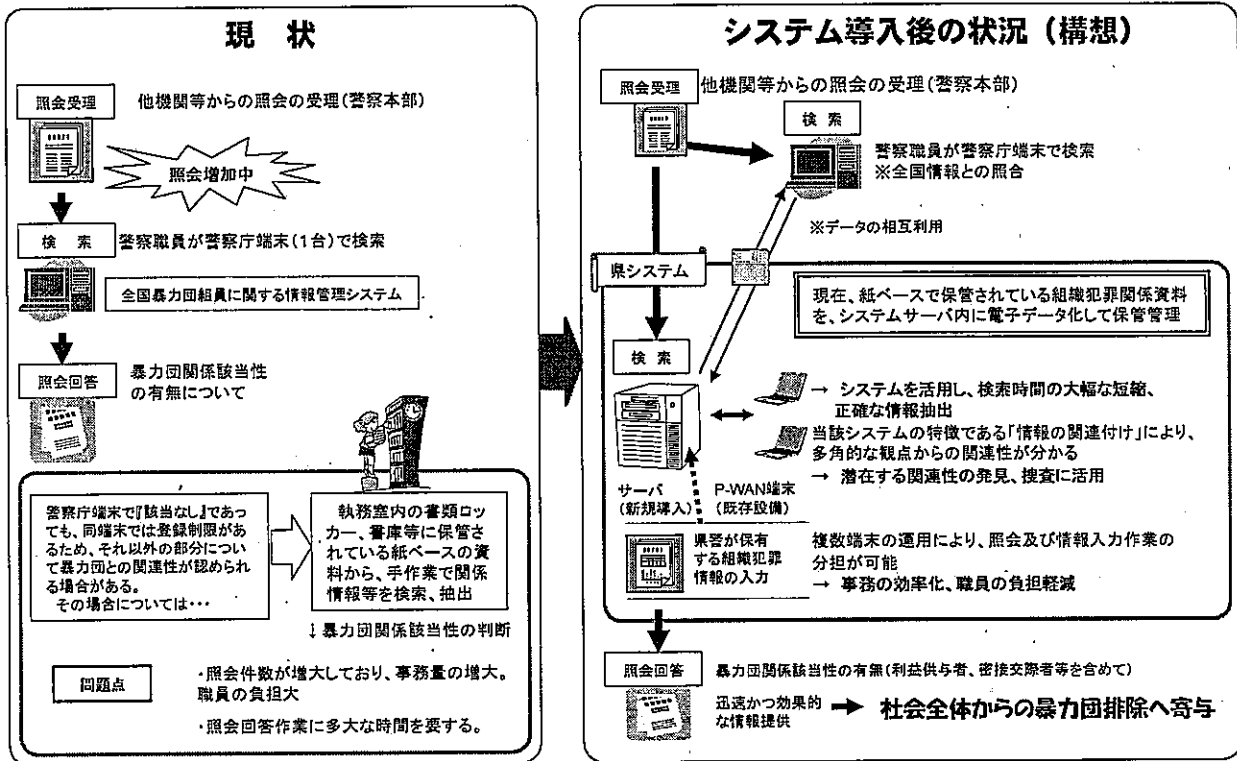 現 状
照会受理
他機関等からの照会の受理(警察本部)
照会増加中
検 索
警察職員が警察庁端末(1台)で検索
全国暴力団組員に関する情報管理システム
照会回答
暴力団関係該当性
の有無について
警察庁端末で『該当なし』であっ
ても、同端末では登録制限があ
るため、それ以外の部分につい
て暴力団との関連性が認められ
る場合がある。
その場合については・・・
執務室内の書類ロッ
カー、書庫等に保管さ
れている紙ベースの資
料から、手作業で関係
情報等を検索、抽出
↓暴力団関係該当性の判断
問題点
・照会件数が増大しており、事務量の増大。
職員の負担大
・照会回答作業に多大な時間を要する。
システム導入後の状況(構想)
照会受理
他機関等からの照会の受理(警察本部)
検 索
警察職員が警察庁端末で検索
※全国情報との照合
※データの相互利用
県システム
現在、紙ベースで保管されている組織犯罪関係資料
を、システムサーバ内に電子データ化して保管管理
検 索
→ システムを活用し、検索時間の大幅な短縮、
正確な情報抽出
当該システムの特徴である「情報の関連付け」により、
多角的な観点からの関連性が分かる
→ 潜在する関連性の発見、捜査に活用
サーバ
(新規導入)
P-WAN端末
(既存設備)
県警が保有
する組織犯罪
情報の入力
複数端末の運用により、照会及び情報入力作業の
分担が可能
→ 事務の効率化、職員の負担軽減
照会回答
暴力団関係該当性の有無(利益供与者、密接交際者等を含めて)
迅速かつ効果的
な情報提供
→ 社会全体からの暴力団排除へ寄与